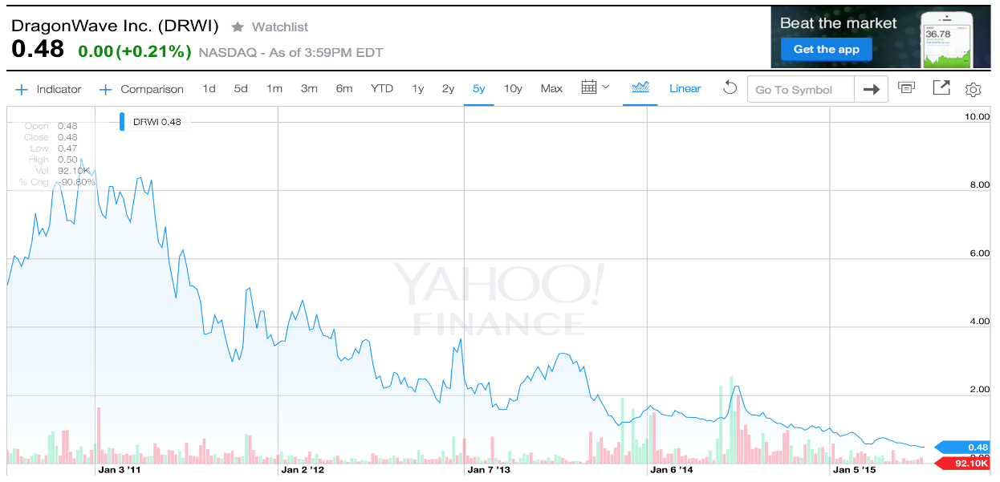 DragonWave Inc. (DRWI) Watchlist
0.48 0.00 (+0.21%) NASDAQ - As of 3:59PM EDT
Beat the market
Get the app
36.78
+ Indicator + Comparison 1d 5d 1m 3m 6m YTD 1y 2y 5y 10y Max Linear Go To Symbol
DRWI 0.48
Open 0.48
Close 0.48
Low 0.47
High 0.50
Vol 92.10K
% Chg -90.80%
10.00
8.00
6.00
4.00
2.00
0.48
0.00
92.10K
YAHOO!
FINANCE
Jan 3 '11 Jan 2 '12 Jan 7 '13 Jan 6 '14 Jan 5 '15